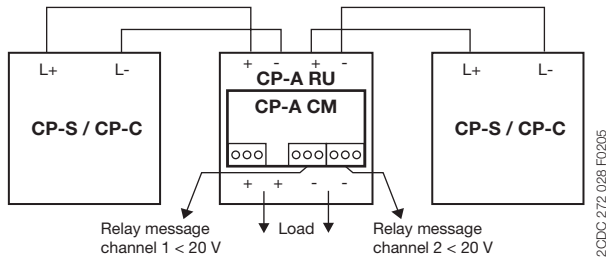 L+ L- + - + - L+ L-
CP-A RU
CP-S / CP-C CP-A CM CP-S / CP-C
+ + - -
Relay message Load Relay message
channel 1 < 20 V channel 2 < 20 V
2CDC 272 028 F0205